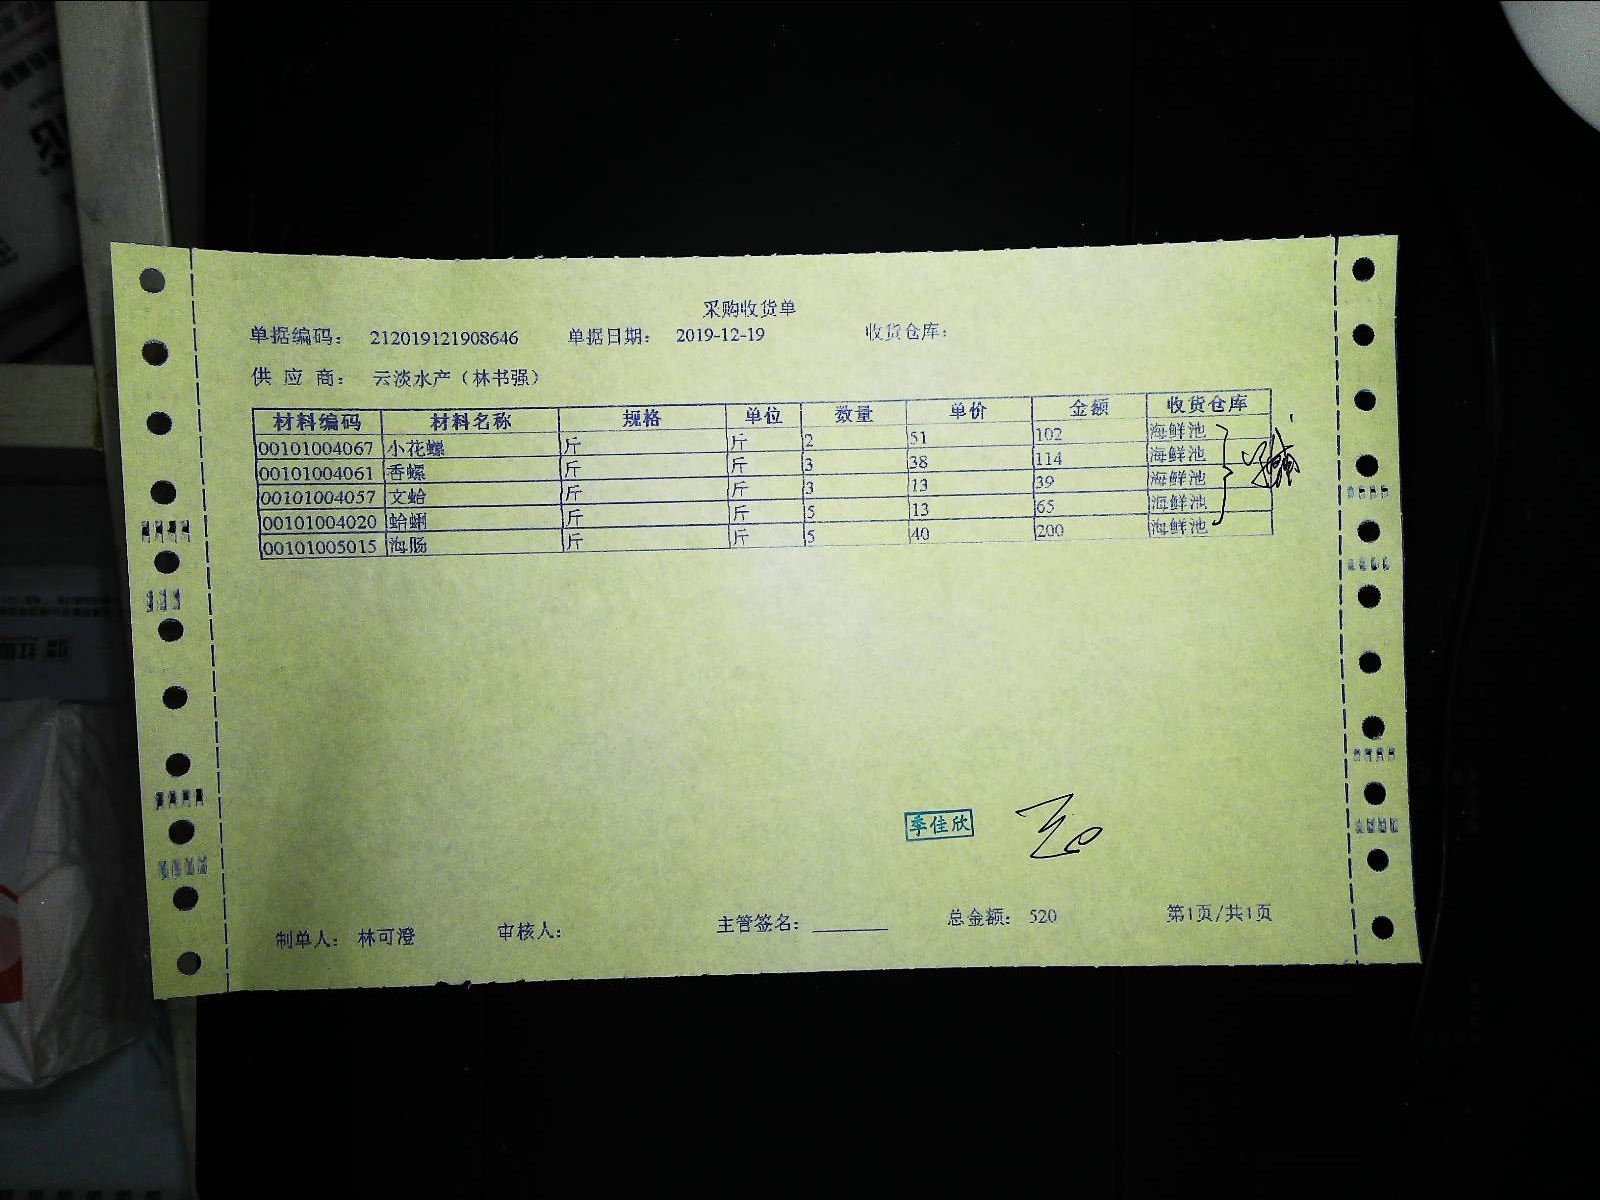 采购收货单
单据编码： 212019121908646 单据日期： 2019-12-19 收货仓库：
供 应 商： 云淡水产（林书强）
材料编码 材料名称 规格 单位 数量 单价 金额 收货仓库
00101004067 小花螺 斤 斤 2 51 102 海鲜池
00101004061 香螺 斤 斤 3 38 114 海鲜池
00101004057 文蛤 斤 斤 3 13 39 海鲜池
00101004020 蛤蜊 斤 斤 5 13 65 海鲜池
00101005015 海肠 斤 斤 5 40 200 海鲜池
季佳欣
制单人： 林可澄 审核人： 主管签名： 总金额： 520 第1页/共1页